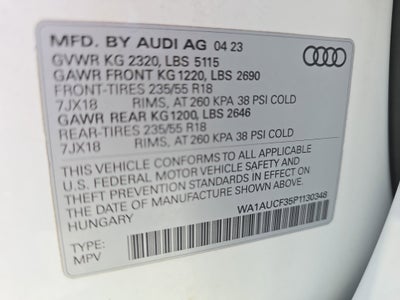 MFD. BY AUDI AG 04 23
GVWR KG 2320, LBS 5115
GAWR FRONT KG 1220, LBS 2690
FRONT-TIRES 235/55 R18
7JX18 RIMS, AT 260 KPA 38 PSI COLD
GAWR REAR KG1200, LBS 2646
REAR-TIRES 235/55 R18
7JX18 RIMS, AT 260 KPA 38 PSI COLD
THIS VEHICLE CONFORMS TO ALL APPLICABLE
U.S. FEDERAL MOTOR VEHICLE SAFETY AND
THEFT PREVENTION STANDARDS IN EFFECT ON
THE DATE OF MANUFACTURE SHOWN ABOVE.
HUNGARY WA1AUCF35P1130348
TYPE:
MPV